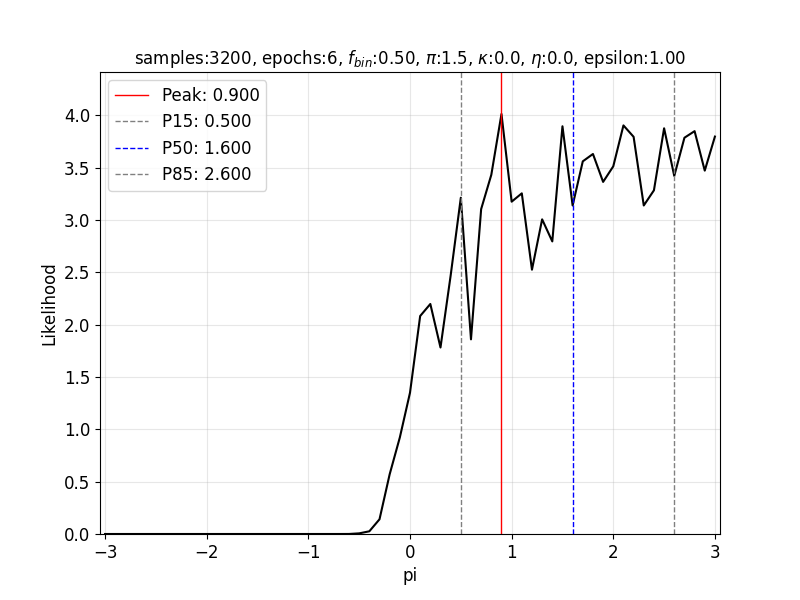 samples:3200, epochs:6, f_bin:0.50, π:1.5, κ:0.0, η:0.0, epsilon:1.00
Peak: 0.900
P15: 0.500
P50: 1.600
P85: 2.600
4.0
3.5
3.0
2.5
2.0
1.5
1.0
0.5
0.0
Likelihood
−3 −2 −1 0 1 2 3
pi